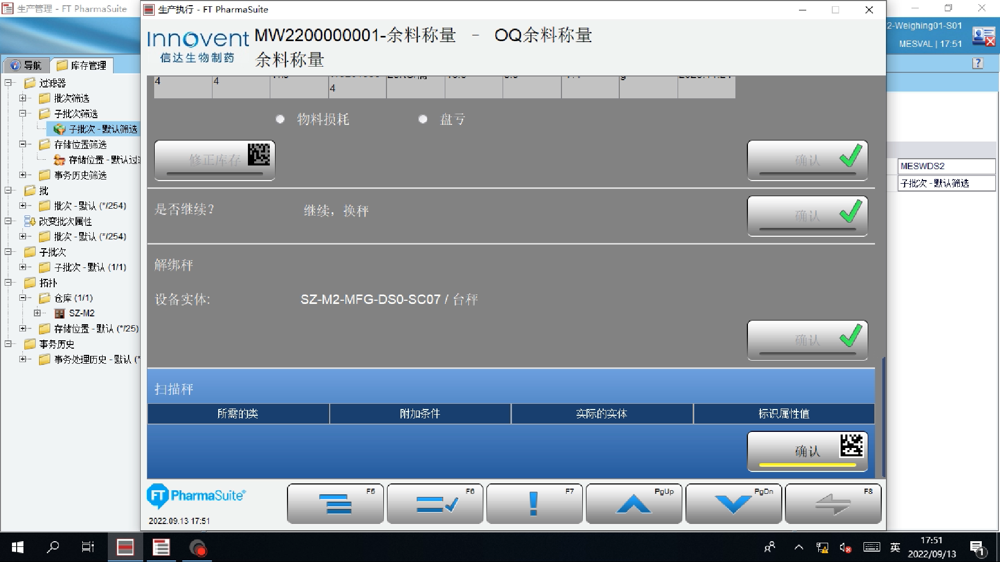 生产管理 - FT PharmaSuite
生产执行 - FT PharmaSuite
2-Weighing01-S01
MESVAL | 17:51
Innovent
信达生物制药
MW2200000001-余料称量 - OQ余料称量
余料称量
导航
库存管理
过滤器
批次筛选
子批次筛选
子批次 - 默认筛选
存储位置筛选
存储位置 - 默认过
事务历史筛选
批
批次 - 默认 (*/254)
改变批次属性
批次 - 默认 (*/254)
子批次
子批次 - 默认 (1/1)
拓扑
仓库 (1/1)
SZ-M2
存储位置 - 默认 (*/25)
事务历史
事务处理历史 - 默认 (*
4
4
4
物料损耗
盘亏
修正库存
确认
是否继续?
继续，换秤
确认
解绑秤
设备实体:
SZ-M2-MFG-DS0-SC07 / 台秤
确认
扫描秤
所需的类
附加条件
实际的实体
标识属性值
确认
MESWDS2
子批次 - 默认筛选
?
FT PharmaSuite®
2022.09.13 17:51
F5
F6
F7
PgUp
PgDn
F8
英
17:51
2022/09/13
1